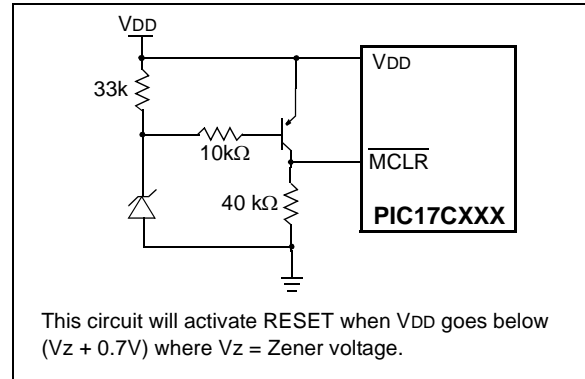 VDD
33k
VDD
10kΩ
MCLR
40 kΩ
PIC17CXXX
This circuit will activate RESET when VDD goes below
(Vz + 0.7V) where Vz = Zener voltage.